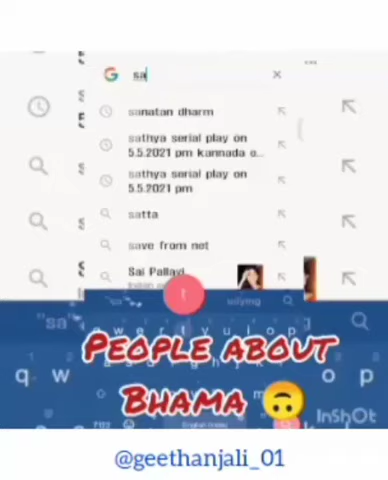 sa
sanatan dharm
sathya serial play on
5.5.2021 pm kannada o...
sathya serial play on
5.5.2021 pm
satta
save from net
Sai Pallavi
"sa"
t
PEOPLE ABOUT
BHAMA 🙃
q w
o p
w e r t y u i o p
InShOt
@geethanjali_01